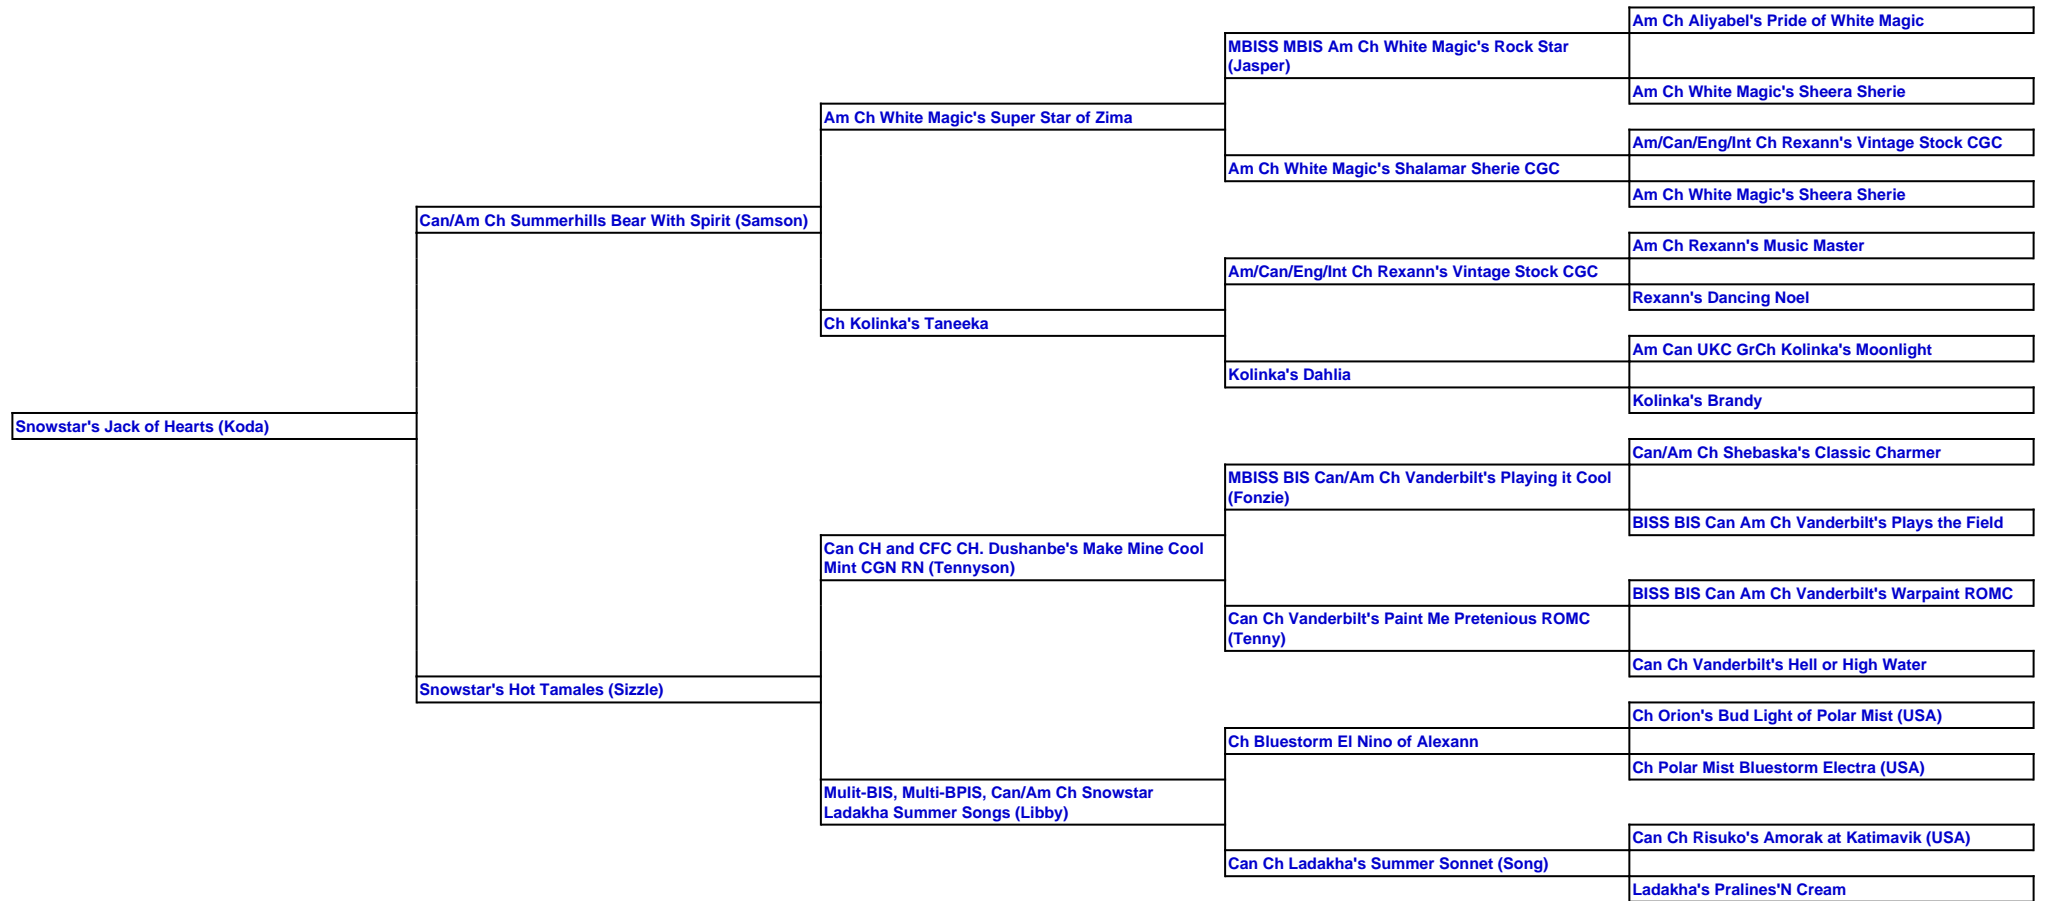 Am Ch Aliyabel's Pride of White Magic
MBISS MBIS Am Ch White Magic's Rock Star
(Jasper)
Am Ch White Magic's Sheera Sherie
Am Ch White Magic's Super Star of Zima
Am/Can/Eng/Int Ch Rexann's Vintage Stock CGC
Am Ch White Magic's Shalamar Sherie CGC
Am Ch White Magic's Sheera Sherie
Can/Am Ch Summerhills Bear With Spirit (Samson)
Am Ch Rexann's Music Master
Am/Can/Eng/Int Ch Rexann's Vintage Stock CGC
Rexann's Dancing Noel
Ch Kolinka's Taneeka
Am Can UKC GrCh Kolinka's Moonlight
Kolinka's Dahlia
Kolinka's Brandy
Snowstar's Jack of Hearts (Koda)
Can/Am Ch Shebaska's Classic Charmer
MBISS BIS Can/Am Ch Vanderbilt's Playing it Cool
(Fonzie)
BISS BIS Can Am Ch Vanderbilt's Plays the Field
Can CH and CFC CH. Dushanbe's Make Mine Cool
Mint CGN RN (Tennyson)
BISS BIS Can Am Ch Vanderbilt's Warpaint ROMC
Can Ch Vanderbilt's Paint Me Pretenious ROMC
(Tenny)
Can Ch Vanderbilt's Hell or High Water
Snowstar's Hot Tamales (Sizzle)
Ch Orion's Bud Light of Polar Mist (USA)
Ch Bluestorm El Nino of Alexann
Ch Polar Mist Bluestorm Electra (USA)
Mulit-BIS, Multi-BPIS, Can/Am Ch Snowstar
Ladakha Summer Songs (Libby)
Can Ch Risuko's Amorak at Katimavik (USA)
Can Ch Ladakha's Summer Sonnet (Song)
Ladakha's Pralines'N Cream